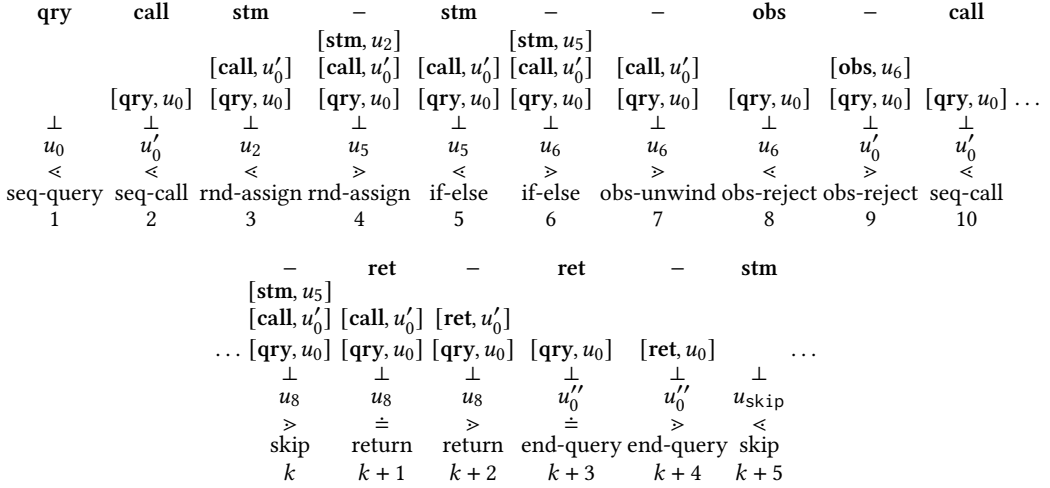 qry call stm – stm – – obs – call
[stm, u₂] [stm, u₅]
[call, u′₀] [call, u′₀] [call, u′₀] [call, u′₀] [call, u′₀] [obs, u₆]
[qry, u₀] [qry, u₀] [qry, u₀] [qry, u₀] [qry, u₀] [qry, u₀] [qry, u₀] [qry, u₀] [qry, u₀] …
⊥ ⊥ ⊥ ⊥ ⊥ ⊥ ⊥ ⊥ ⊥ ⊥
u₀ u′₀ u₂ u₅ u₅ u₆ u₆ u₆ u′₀ u′₀
⋖ ⋖ ⋖ ⋗ ⋖ ⋗ ⋗ ⋖ ⋗ ⋖
seq-query seq-call rnd-assign rnd-assign if-else if-else obs-unwind obs-reject obs-reject seq-call
1 2 3 4 5 6 7 8 9 10
– ret – ret – stm
[stm, u₅]
[call, u′₀] [call, u′₀] [ret, u′₀]
… [qry, u₀] [qry, u₀] [qry, u₀] [qry, u₀] [ret, u₀] …
⊥ ⊥ ⊥ ⊥ ⊥ ⊥
u₈ u₈ u₈ u″₀ u″₀ uskip
⋗ ≐ ⋗ ≐ ⋗ ⋖
skip return return end-query end-query skip
k k + 1 k + 2 k + 3 k + 4 k + 5